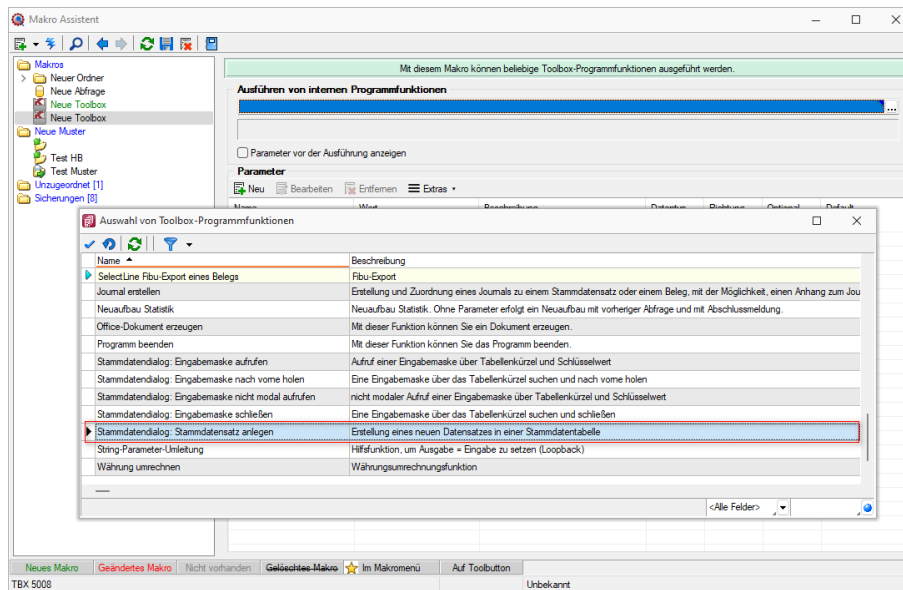 Makro Assistent
Makros
Neuer Ordner
Neue Abfrage
Neue Toolbox
Neue Toolbox
Neue Muster
Test HB
Test Muster
Unzugeordnet [1]
Sicherungen [8]
Mit diesem Makro können beliebige Toolbox-Programmfunktionen ausgeführt werden.
Ausführen von internen Programmfunktionen
...
Parameter vor der Ausführung anzeigen
Parameter
Neu Bearbeiten Entfernen Extras
Name Wert Beschreibung Datentyp Richtung Optional Default
Auswahl von Toolbox-Programmfunktionen
Name Beschreibung
SelectLine Fibu-Export eines Belegs Fibu-Export
Journal erstellen Erstellung und Zuordnung eines Journals zu einem Stammdatensatz oder einem Beleg, mit der Möglichkeit, einen Anhang zum Jou
Neuaufbau Statistik Neuaufbau Statistik. Ohne Parameter erfolgt ein Neuaufbau mit vorheriger Abfrage und mit Abschlussmeldung.
Office-Dokument erzeugen Mit dieser Funktion können Sie ein Dokument erzeugen.
Programm beenden Mit dieser Funktion können Sie das Programm beenden.
Stammdatendialog: Eingabemaske aufrufen Aufruf einer Eingabemaske über Tabellenkürzel und Schlüsselwert
Stammdatendialog: Eingabemaske nach vorne holen Eine Eingabemaske über das Tabellenkürzel suchen und nach vorne holen
Stammdatendialog: Eingabemaske nicht modal aufrufen nicht modaler Aufruf einer Eingabemaske über Tabellenkürzel und Schlüsselwert
Stammdatendialog: Eingabemaske schließen Eine Eingabemaske über das Tabellenkürzel suchen und schließen
Stammdatendialog: Stammdatensatz anlegen Erstellung eines neuen Datensatzes in einer Stammdatentabelle
String-Parameter-Umleitung Hilfsfunktion, um Ausgabe = Eingabe zu setzen (Loopback)
Währung umrechnen Währungsumrechnungsfunktion
<Alle Felder>
Neues Makro Geändertes Makro Nicht vorhanden Gelöschtes Makro Im Makromenü Auf Toolbutton
TBX 5008 Unbekannt